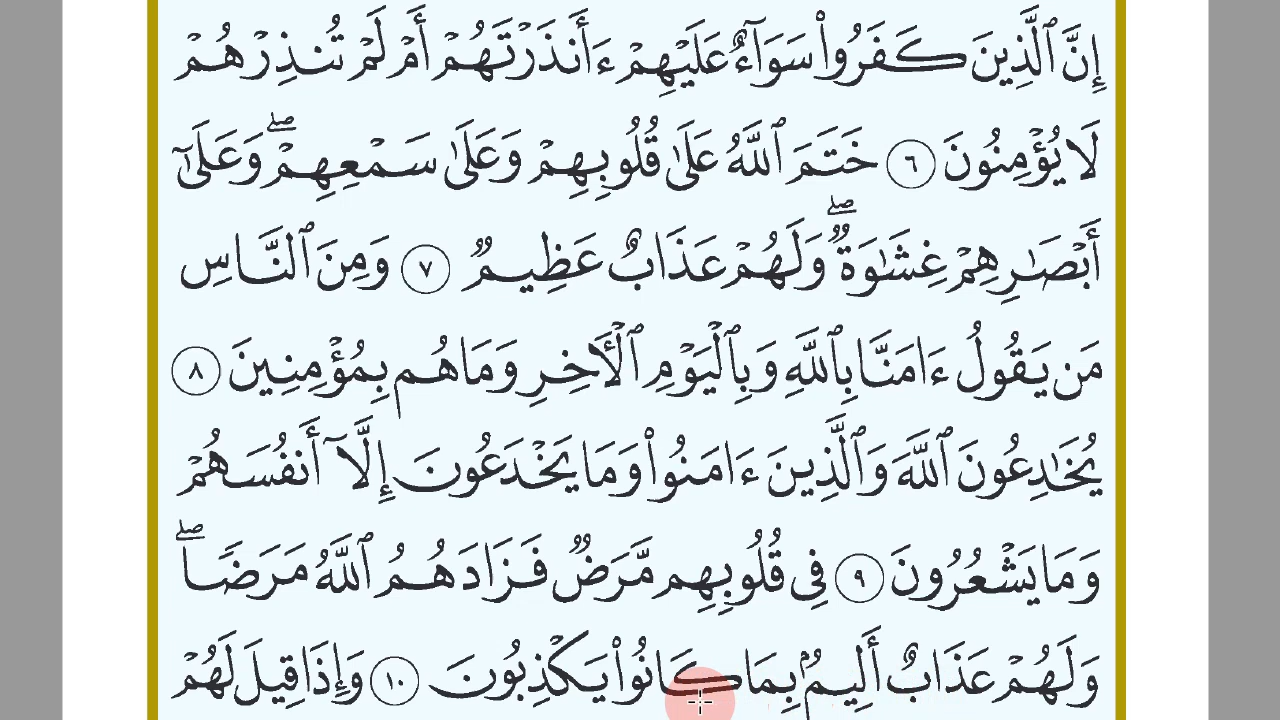 إِنَّ ٱلَّذِينَ كَفَرُوا۟ سَوَآءٌ عَلَيْهِمْ ءَأَنذَرْتَهُمْ أَمْ لَمْ تُنذِرْهُمْ
لَا يُؤْمِنُونَ ٦ خَتَمَ ٱللَّهُ عَلَىٰ قُلُوبِهِمْ وَعَلَىٰ سَمْعِهِمْ ۖ وَعَلَىٰٓ
أَبْصَـٰرِهِمْ غِشَـٰوَةٌ ۖ وَلَهُمْ عَذَابٌ عَظِيمٌ ٧ وَمِنَ ٱلنَّاسِ
مَن يَقُولُ ءَامَنَّا بِٱللَّهِ وَبِٱلْيَوْمِ ٱلْـَٔاخِرِ وَمَا هُم بِمُؤْمِنِينَ ٨
يُخَـٰدِعُونَ ٱللَّهَ وَٱلَّذِينَ ءَامَنُوا۟ وَمَا يَخْدَعُونَ إِلَّآ أَنفُسَهُمْ
وَمَا يَشْعُرُونَ ٩ فِى قُلُوبِهِم مَّرَضٌ فَزَادَهُمُ ٱللَّهُ مَرَضًا ۖ
وَلَهُمْ عَذَابٌ أَلِيمٌۢ بِمَا كَانُوا۟ يَكْذِبُونَ ١٠ وَإِذَا قِيلَ لَهُمْ